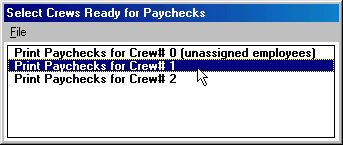 Select Crews Ready for Paychecks
File
Print Paychecks for Crew# 0 (unassigned employees)
Print Paychecks for Crew# 1
Print Paychecks for Crew# 2